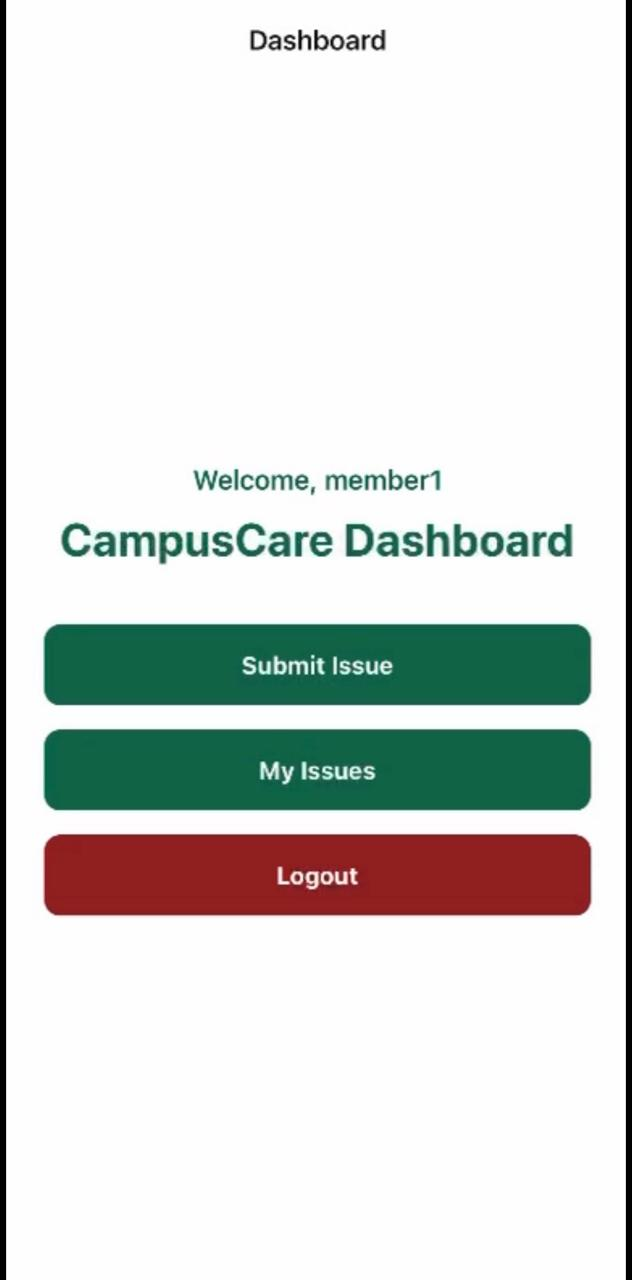 Dashboard
Welcome, member1
CampusCare Dashboard
Submit Issue
My Issues
Logout